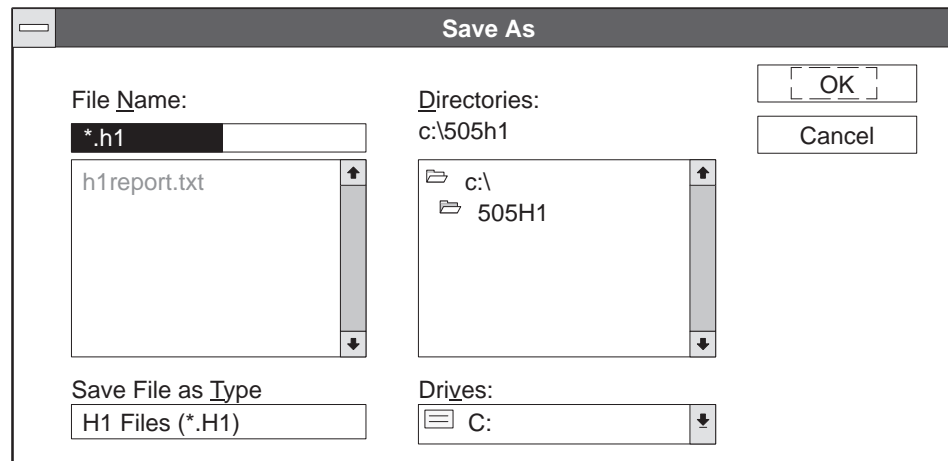 Save As
File Name:
*.h1
h1report.txt
Save File as Type
H1 Files (*.H1)
Directories:
c:\505h1
c:\
505H1
Drives:
C:
OK
Cancel